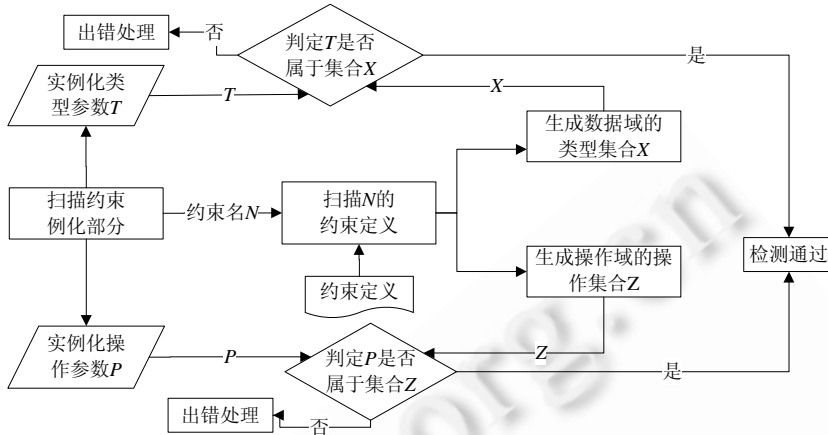 出错处理
否
判定T是否
属于集合X
是
实例化类
型参数T
T
X
生成数据域的
类型集合X
扫描约束
例化部分
约束名N
扫描N的
约束定义
检测通过
生成操作域的操
作集合Z
约束定义
实例化操
作参数P
P
判定P是否
属于集合Z
Z
是
出错处理
否
org.cn